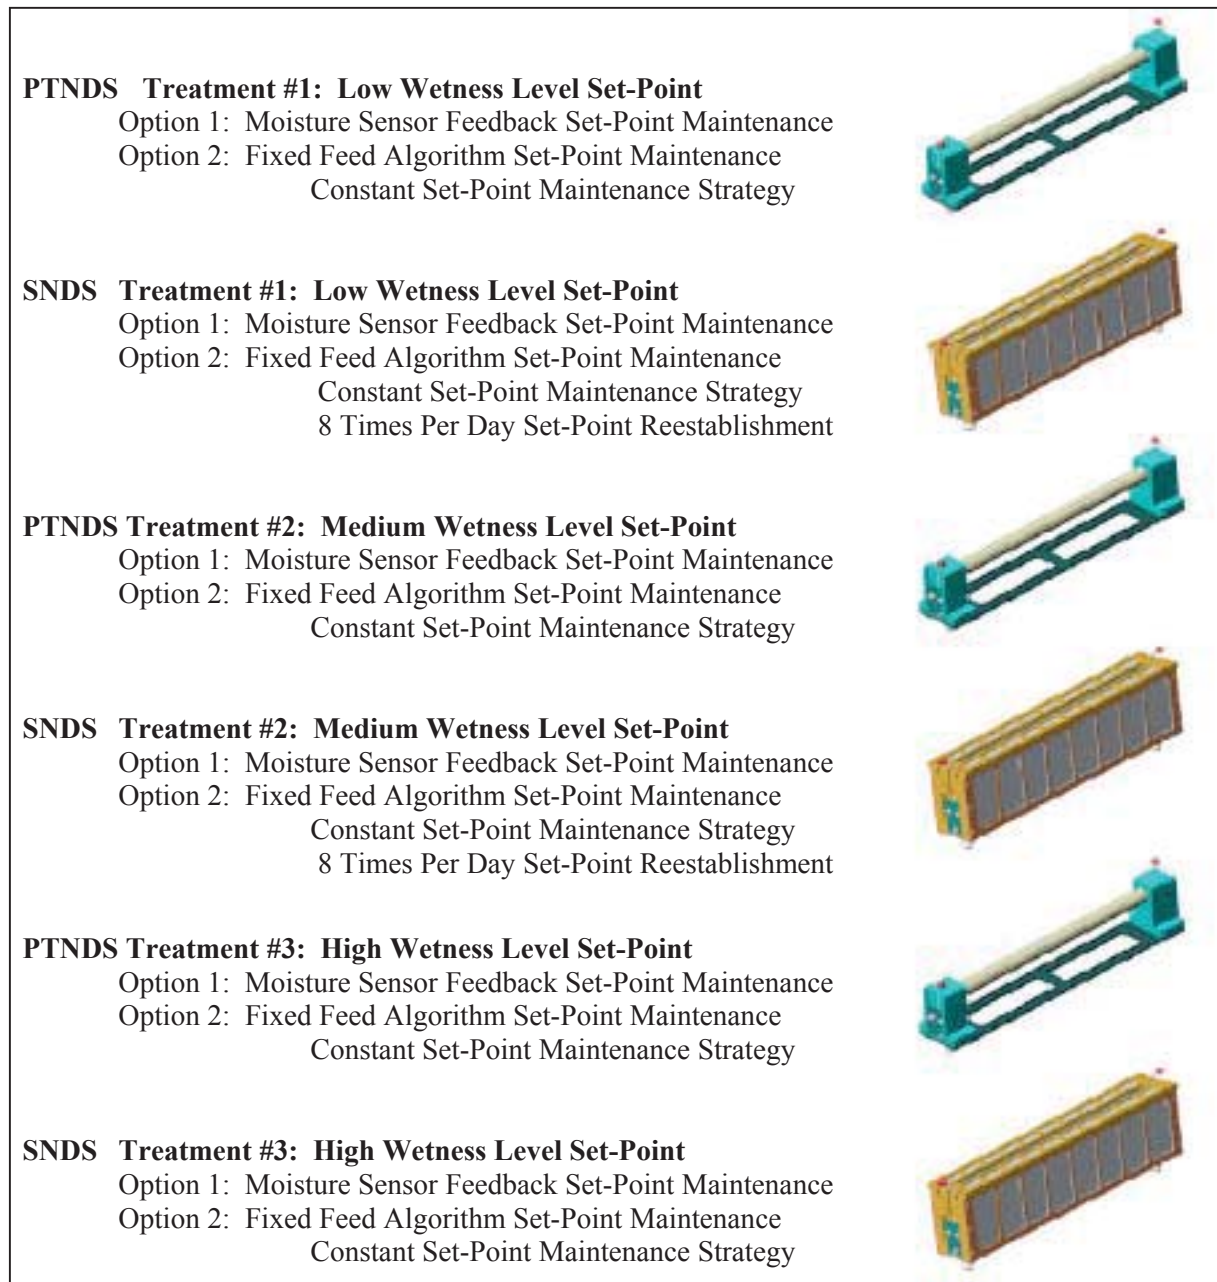 PTNDS Treatment #1: Low Wetness Level Set-Point
Option 1: Moisture Sensor Feedback Set-Point Maintenance
Option 2: Fixed Feed Algorithm Set-Point Maintenance
Constant Set-Point Maintenance Strategy
SNDS Treatment #1: Low Wetness Level Set-Point
Option 1: Moisture Sensor Feedback Set-Point Maintenance
Option 2: Fixed Feed Algorithm Set-Point Maintenance
Constant Set-Point Maintenance Strategy
8 Times Per Day Set-Point Reestablishment
PTNDS Treatment #2: Medium Wetness Level Set-Point
Option 1: Moisture Sensor Feedback Set-Point Maintenance
Option 2: Fixed Feed Algorithm Set-Point Maintenance
Constant Set-Point Maintenance Strategy
SNDS Treatment #2: Medium Wetness Level Set-Point
Option 1: Moisture Sensor Feedback Set-Point Maintenance
Option 2: Fixed Feed Algorithm Set-Point Maintenance
Constant Set-Point Maintenance Strategy
8 Times Per Day Set-Point Reestablishment
PTNDS Treatment #3: High Wetness Level Set-Point
Option 1: Moisture Sensor Feedback Set-Point Maintenance
Option 2: Fixed Feed Algorithm Set-Point Maintenance
Constant Set-Point Maintenance Strategy
SNDS Treatment #3: High Wetness Level Set-Point
Option 1: Moisture Sensor Feedback Set-Point Maintenance
Option 2: Fixed Feed Algorithm Set-Point Maintenance
Constant Set-Point Maintenance Strategy